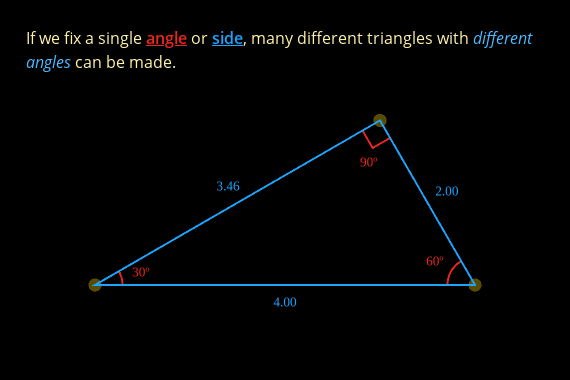 If we fix a single angle or side, many different triangles with different
angles can be made.
90º
3.46
2.00
60º
30º
4.00